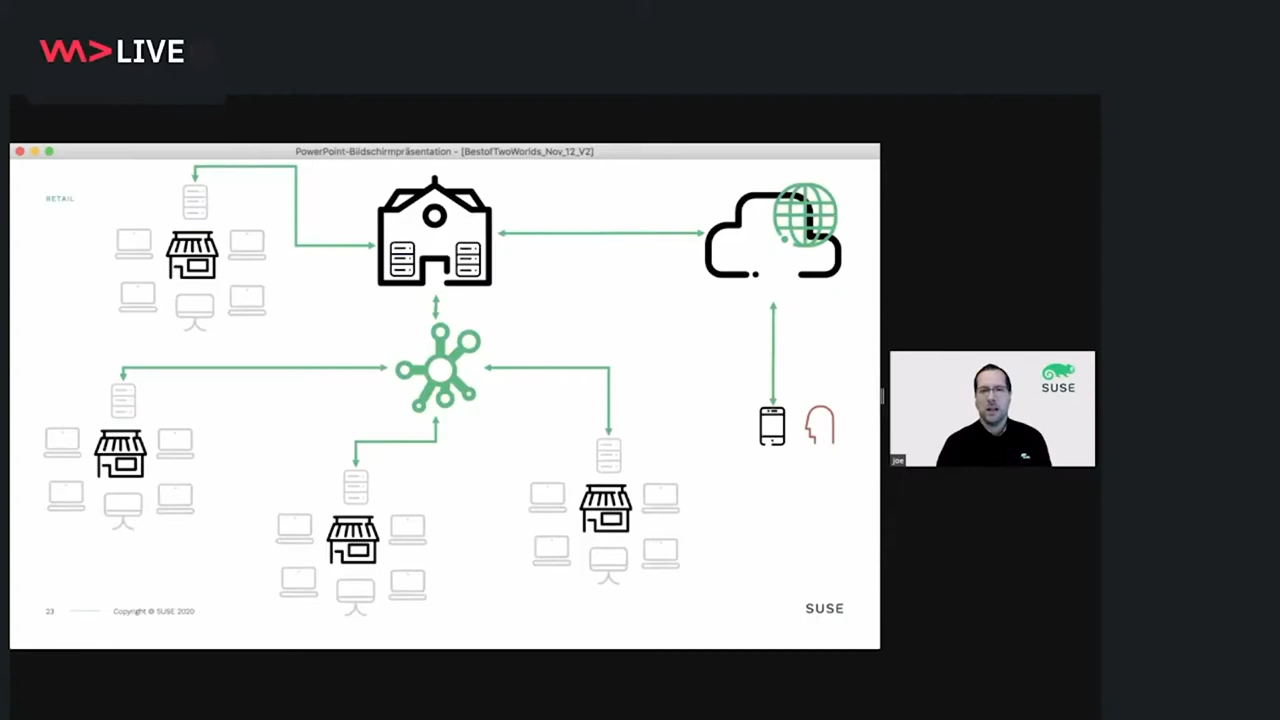 LIVE
PowerPoint-Bildschirmpräsentation - [BestofTwoWorlds_Nov_12_V2]
RETAIL
SUSE
Joe
23
Copyright © SUSE 2020
SUSE